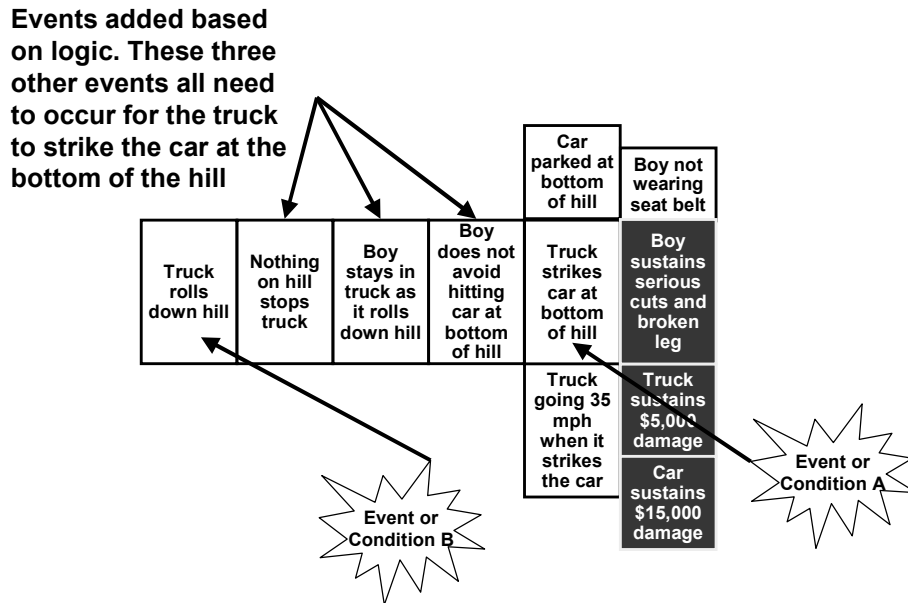 Events added based
on logic. These three
other events all need
to occur for the truck
to strike the car at the
bottom of the hill
Car
parked at
bottom
of hill
Boy not
wearing
seat belt
Truck
rolls
down hill
Nothing
on hill
stops
truck
Boy
stays in
truck as
it rolls
down hill
Boy
does not
avoid
hitting
car at
bottom
of hill
Truck
strikes
car at
bottom
of hill
Boy
sustains
serious
cuts and
broken
leg
Truck
going 35
mph
when it
strikes
the car
Truck
sustains
$5,000
damage
Car
sustains
$15,000
damage
Event or
Condition A
Event or
Condition B